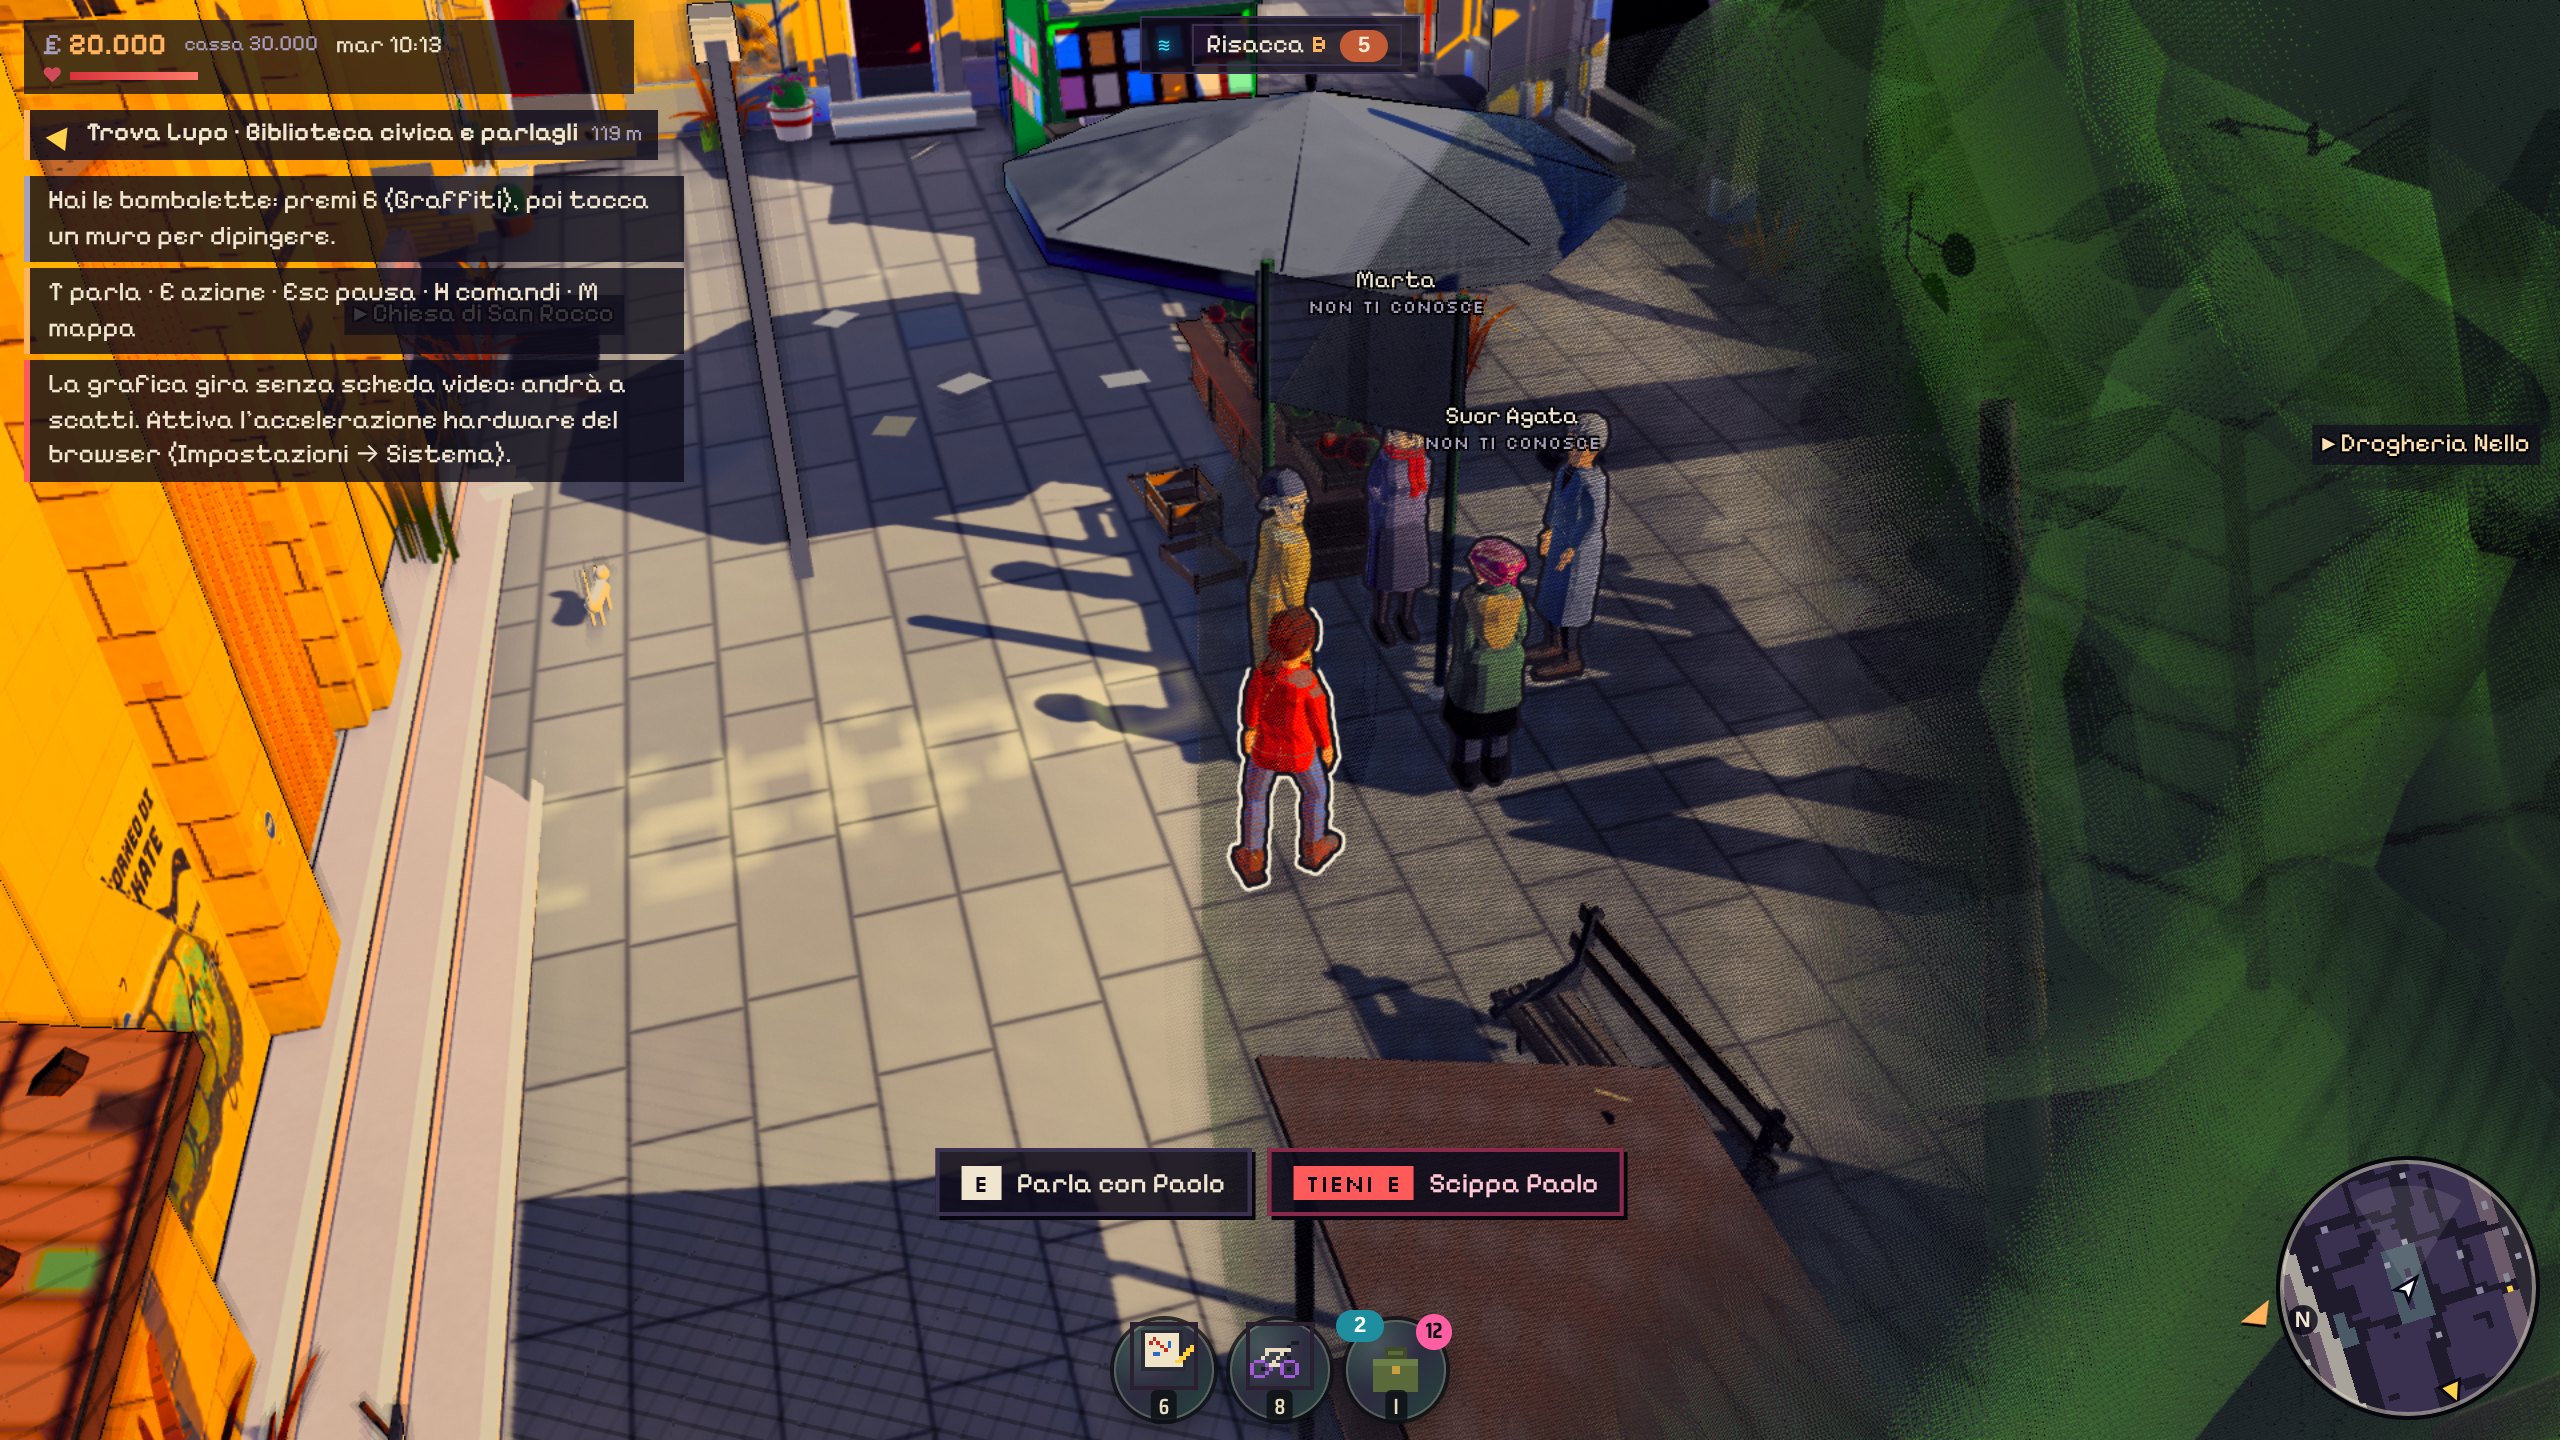 £ 80.000 cassa 30.000 mar 10:13
Risacca B 5
Trova Lupo · Biblioteca civica e parlagli 119 m
Hai le bombolette: premi 6 (Graffiti), poi tocca
un muro per dipingere.
T parla · E azione · Esc pausa · H comandi · M
mappa
▸ Chiesa di San Rocco
La grafica gira senza scheda video: andrà a
scatti. Attiva l'accelerazione hardware del
browser (Impostazioni → Sistema).
Marta
NON TI CONOSCE
Suor Agata
NON TI CONOSCE
▸ Drogheria Nello
E Parla con Paolo
TIENI E Scippa Paolo
2 12
6 8 I
N